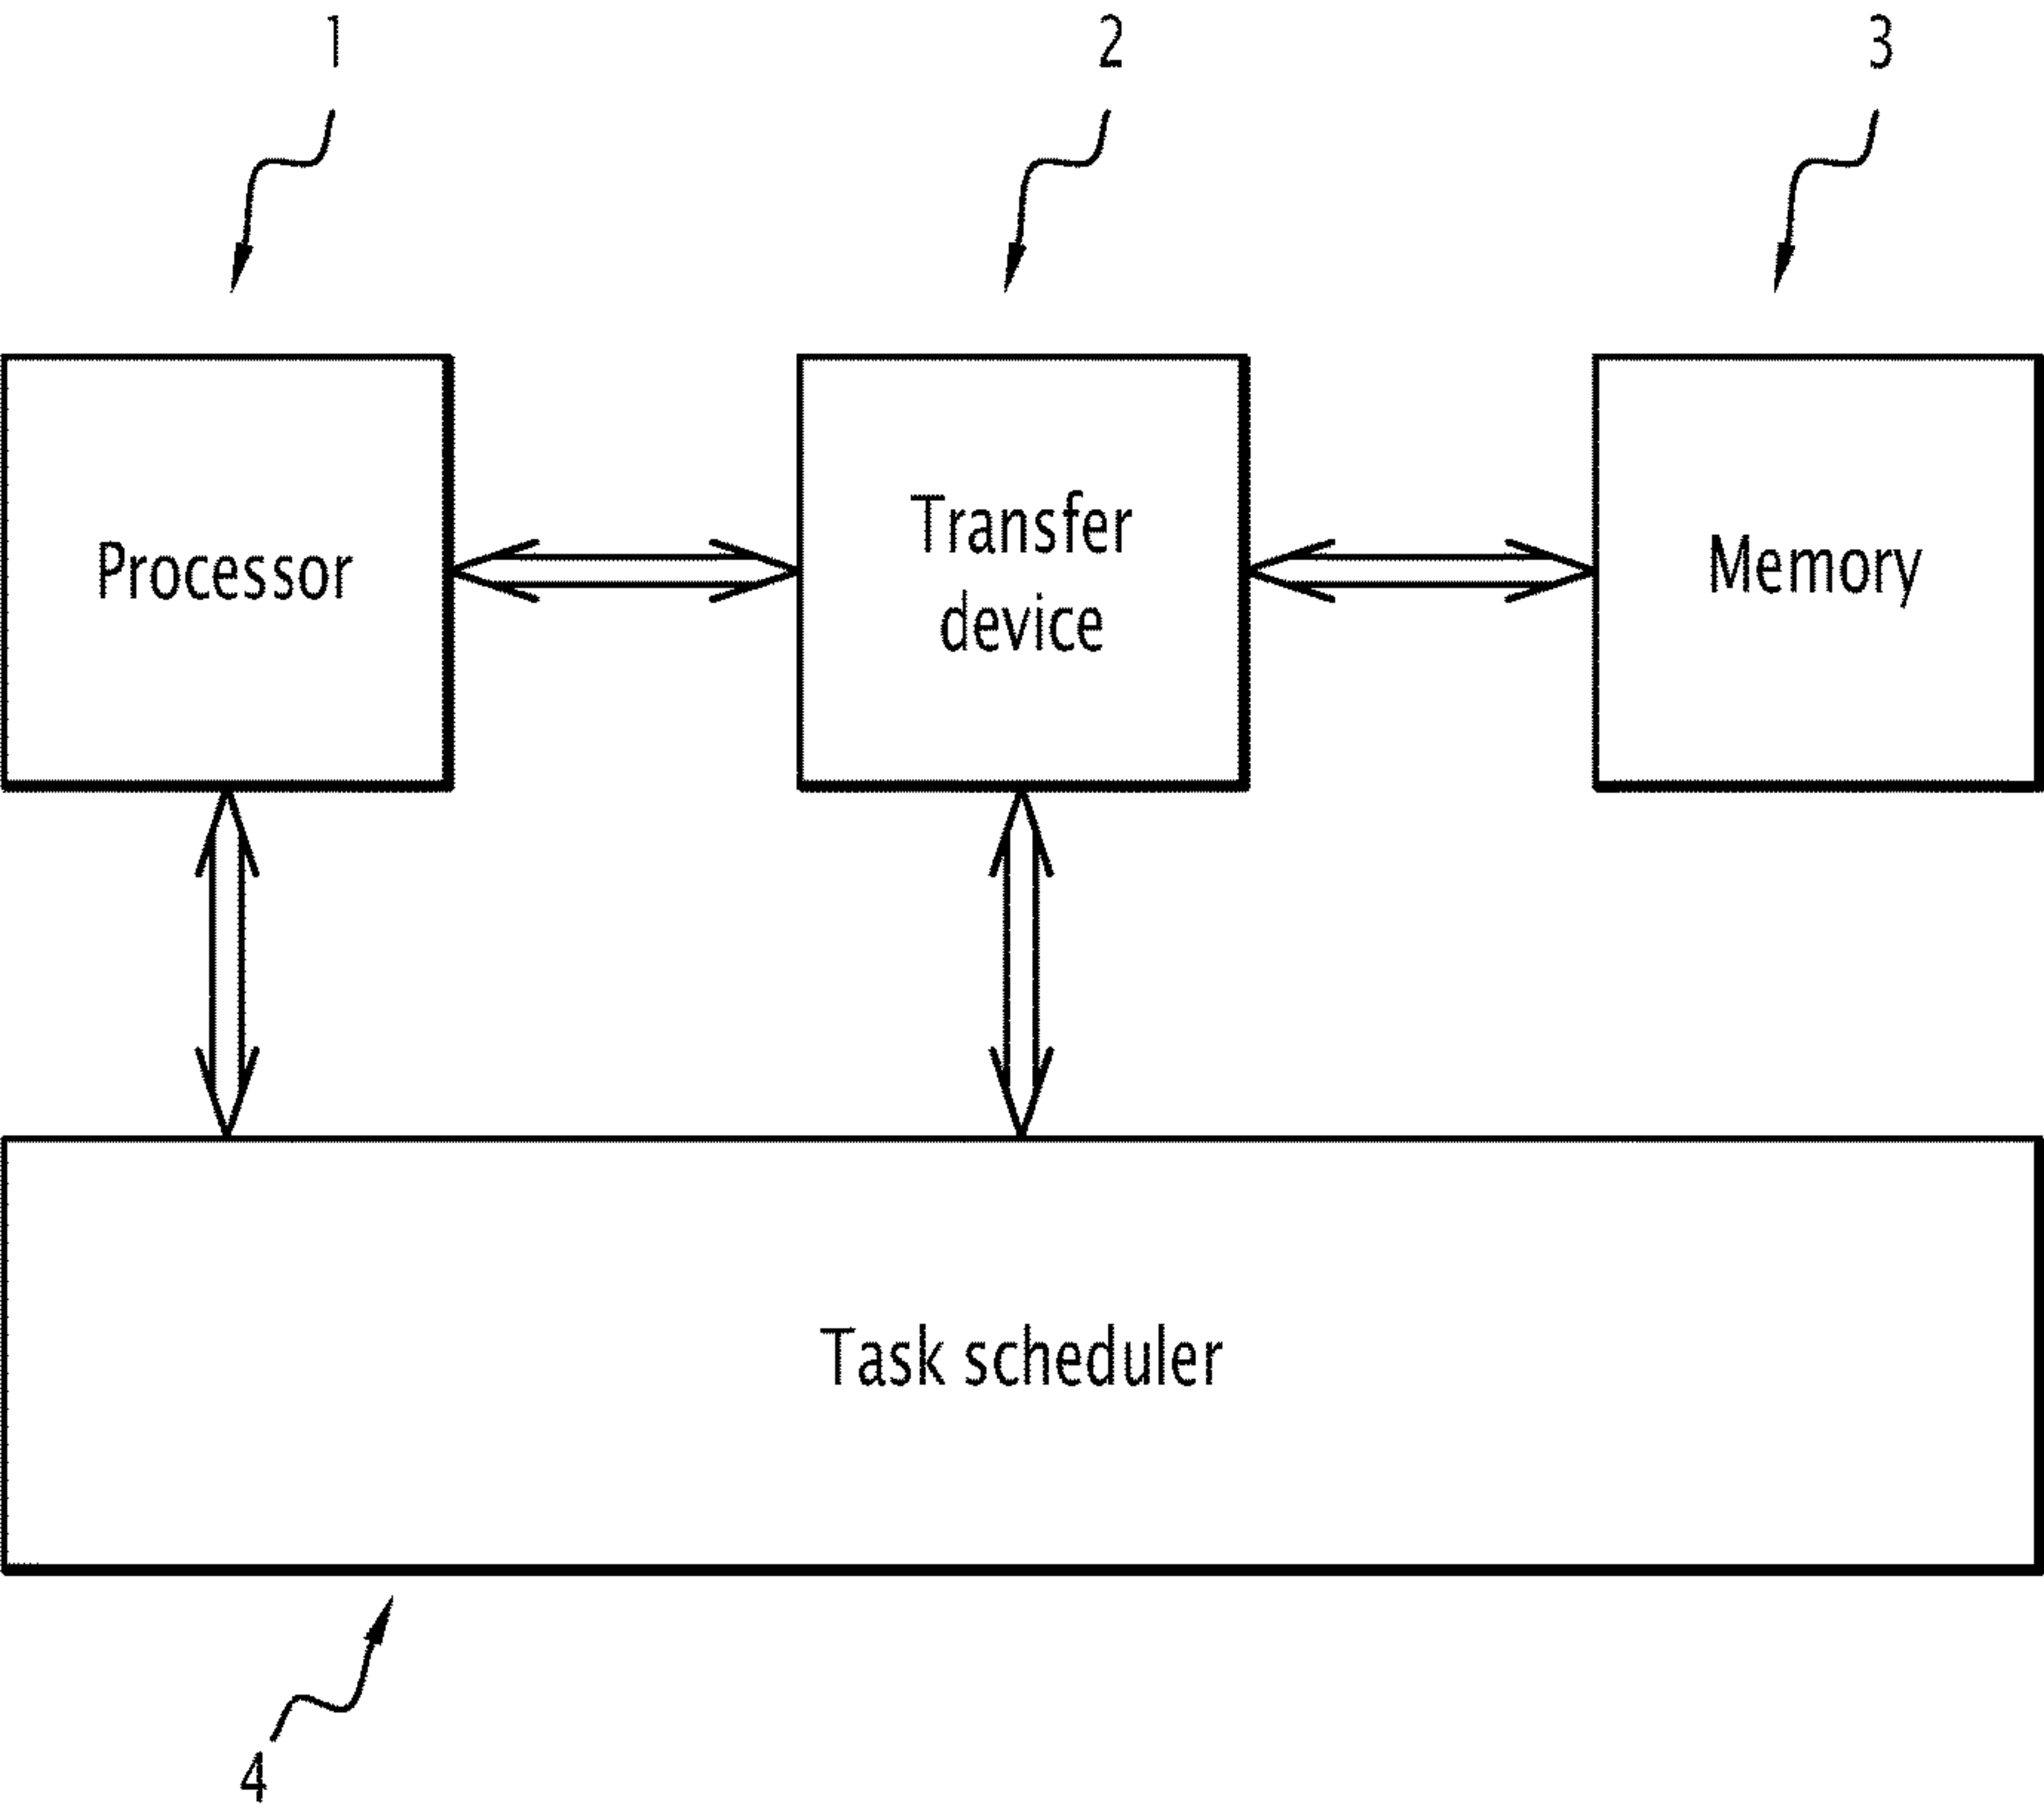 1
2
3
Processor
Transfer
device
Memory
Task scheduler
4